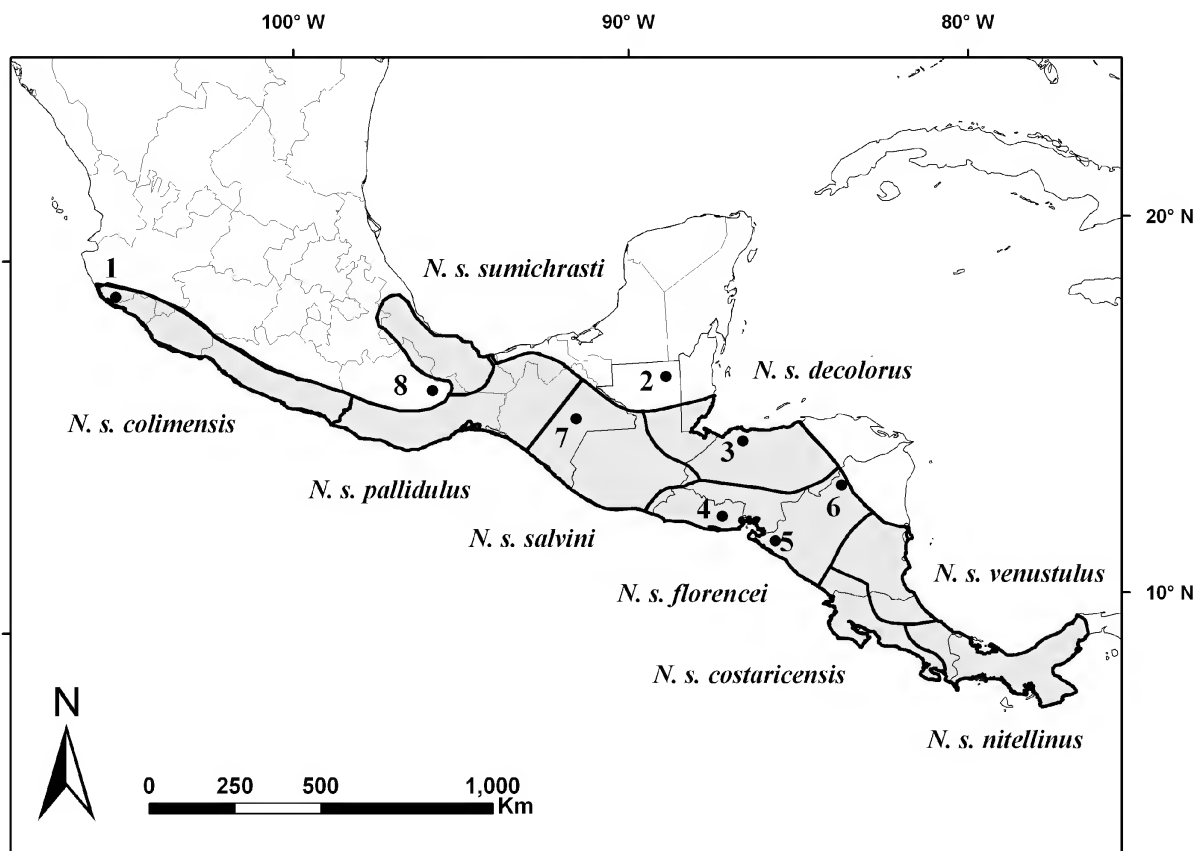 100° W 90° W 80° W
20° N
1
N. s. sumichrasti
2
N. s. decolorus
8
N. s. colimensis
7
3
N. s. pallidulus
6
4
N. s. salvini
5
N. s. venustulus
N. s. florencei
10° N
N. s. costaricensis
N
N. s. nitellinus
0 250 500 1,000
Km